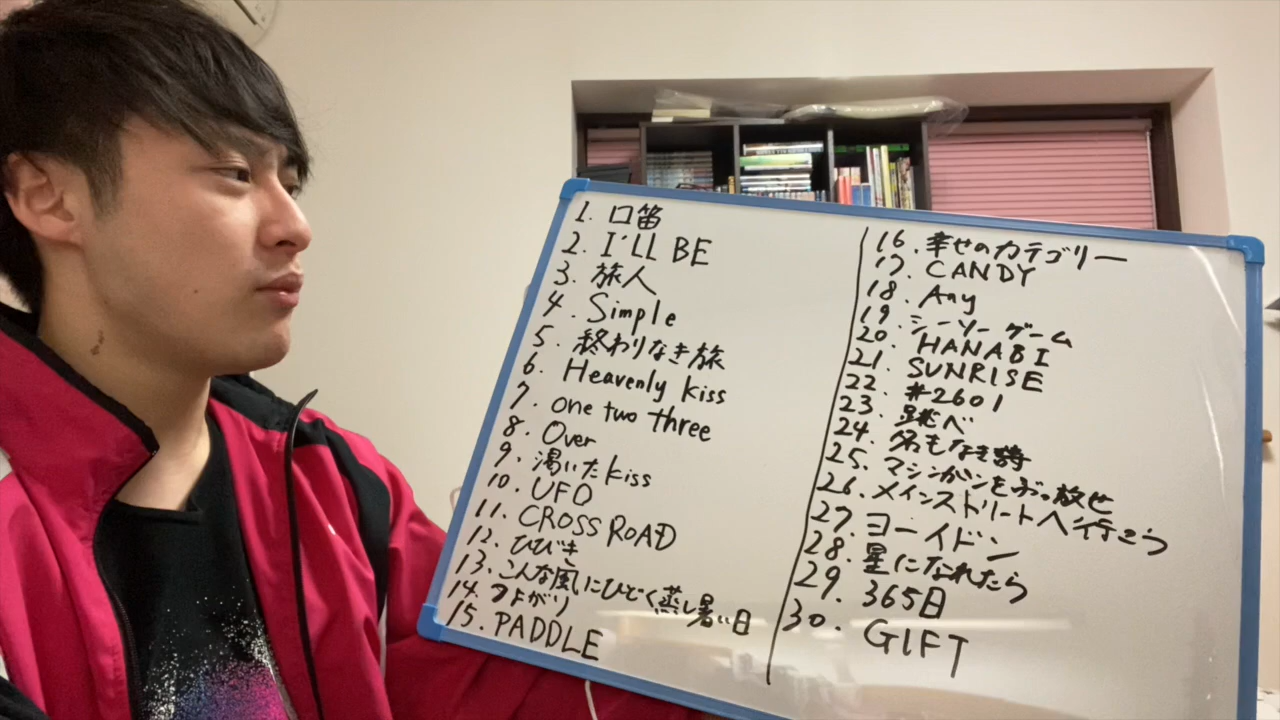 1. 口笛
2. I'LL BE
3. 旅人
4. Simple
5. 終わりなき旅
6. Heavenly kiss
7. one two three
8. Over
9. 渇いたkiss
10. UFO
11. CROSS ROAD
12. ひびき
13. こんな風にひどく蒸し暑い日
14. つよがり
15. PADDLE
16. 幸せのカテゴリー
17. CANDY
18. Any
19. シーソーゲーム
20. HANABI
21. SUNRISE
22. #2601
23. 跳べ
24. 名もなき詩
25. マシンガンをぶっ放せ
26. メインストリートへ行こう
27. ヨーイドン
28. 星になれたら
29. 365日
30. GIFT